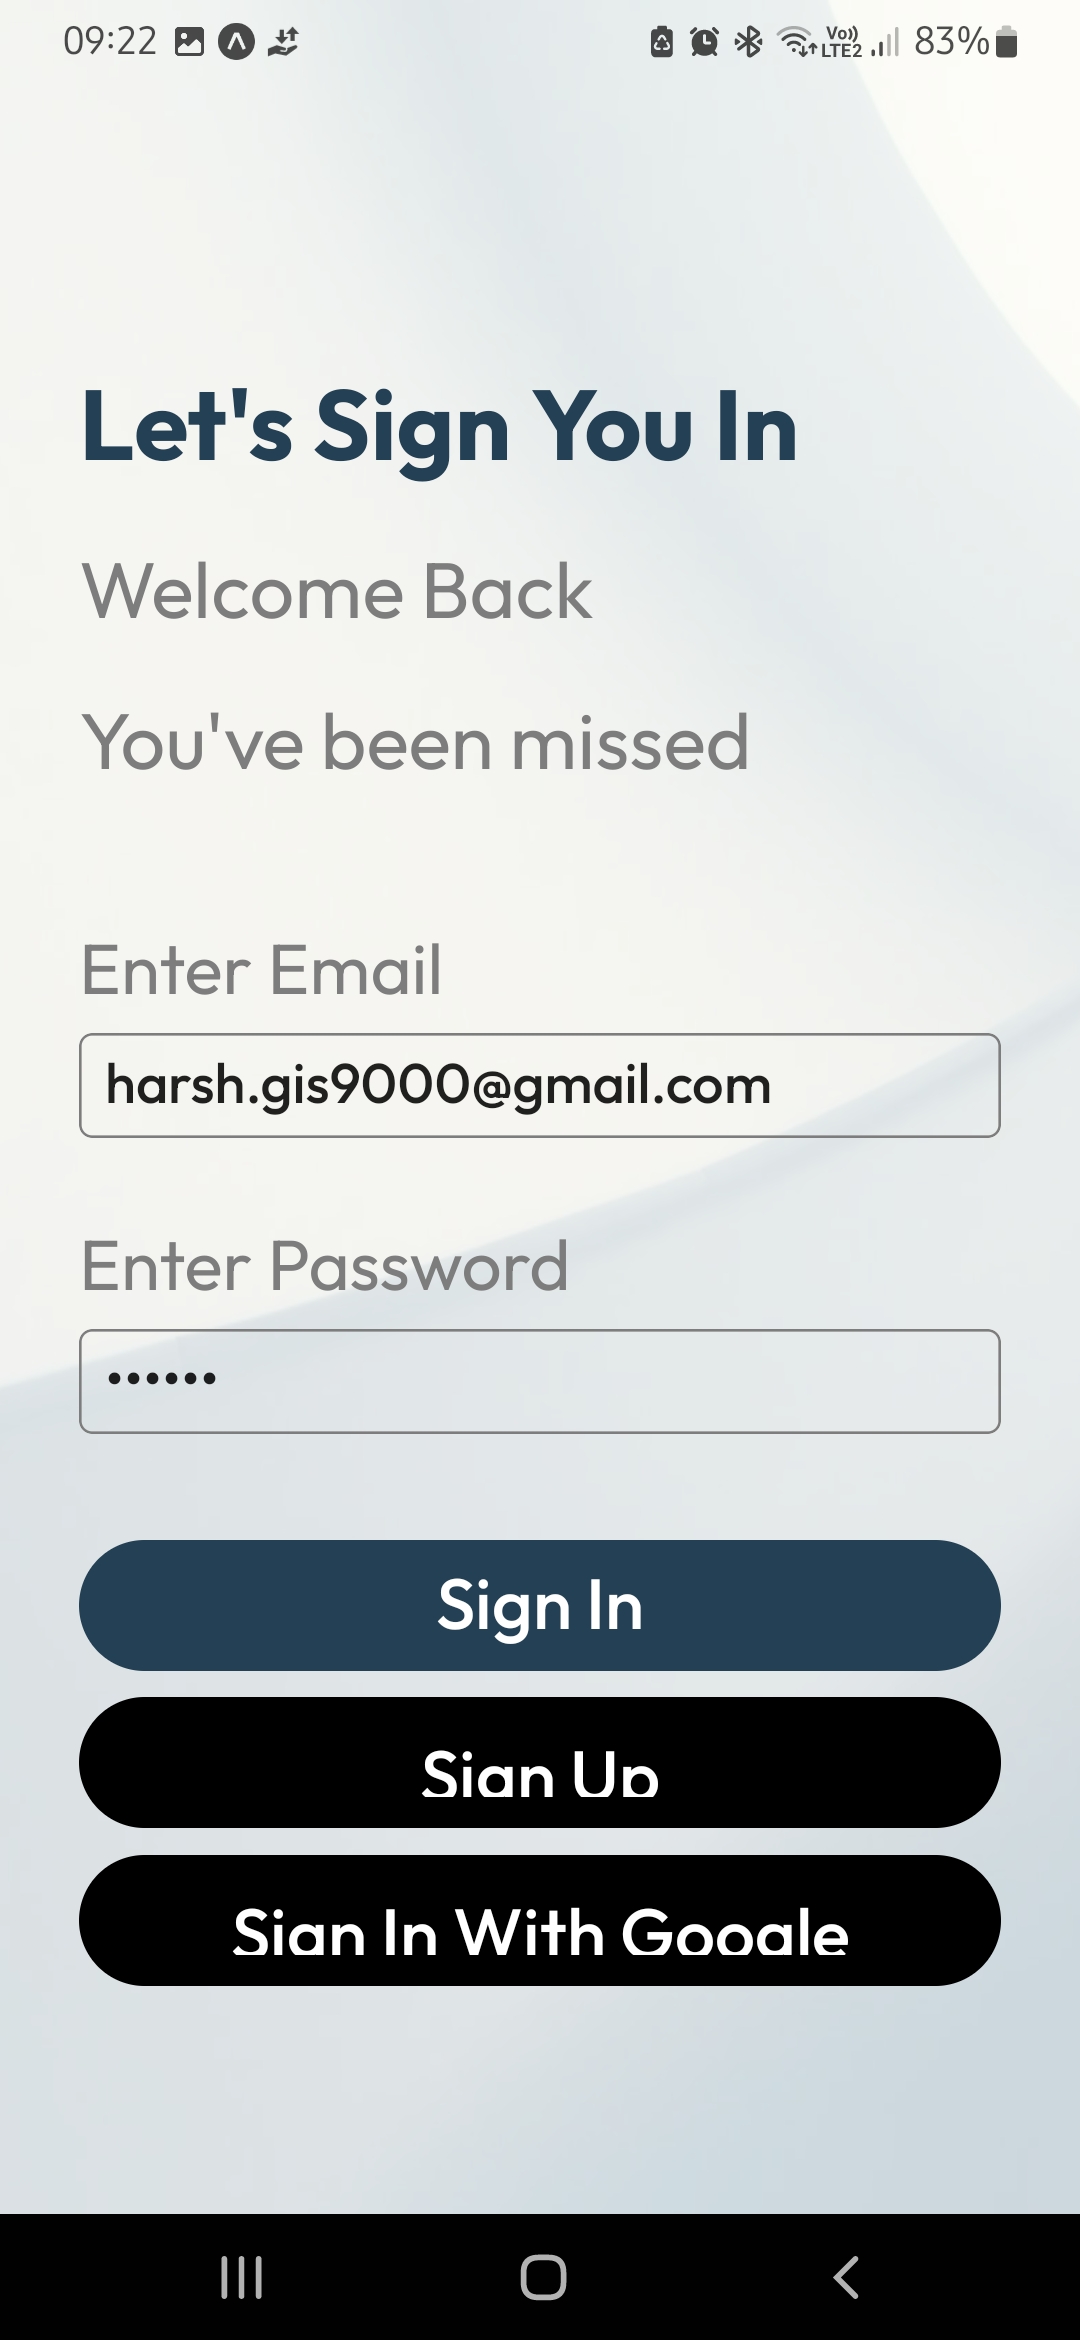 09:22 Vo)) LTE2 83%
Let's Sign You In
Welcome Back
You've been missed
Enter Email
harsh.gis9000@gmail.com
Enter Password
••••••
Sign In
Sign Up
Sign In With Google